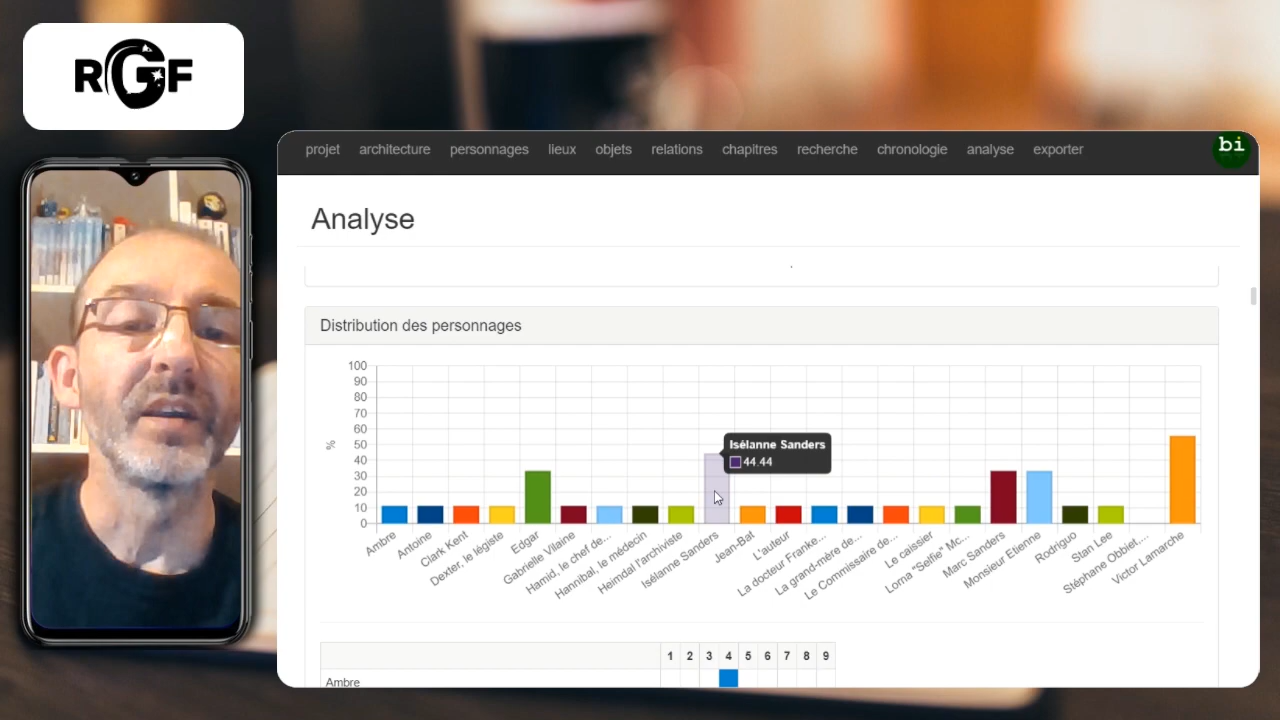 RGF
projet architecture personnages lieux objets relations chapitres recherche chronologie analyse exporter bi
Analyse
Distribution des personnages
100
90
80
70
60
50
40
30
20
10
0
%
Isélanne Sanders
44.44
Ambre
Antoine
Clark Kent
Dexter, le légiste
Edgar
Gabrielle Vilaine
Hamid, le chef de...
Hannibal, le médecin
Heimdal l'archiviste
Isélanne Sanders
Jean-Bat
L'auteur
La docteur Franke...
La grand-mère de...
Le Commissaire de...
Le caissier
Lorna "Selfie" Mc...
Marc Sanders
Monsieur Etienne
Rodriguo
Stan Lee
Stéphane Obbiet....
Victor Lamarche
1 2 3 4 5 6 7 8 9
Ambre